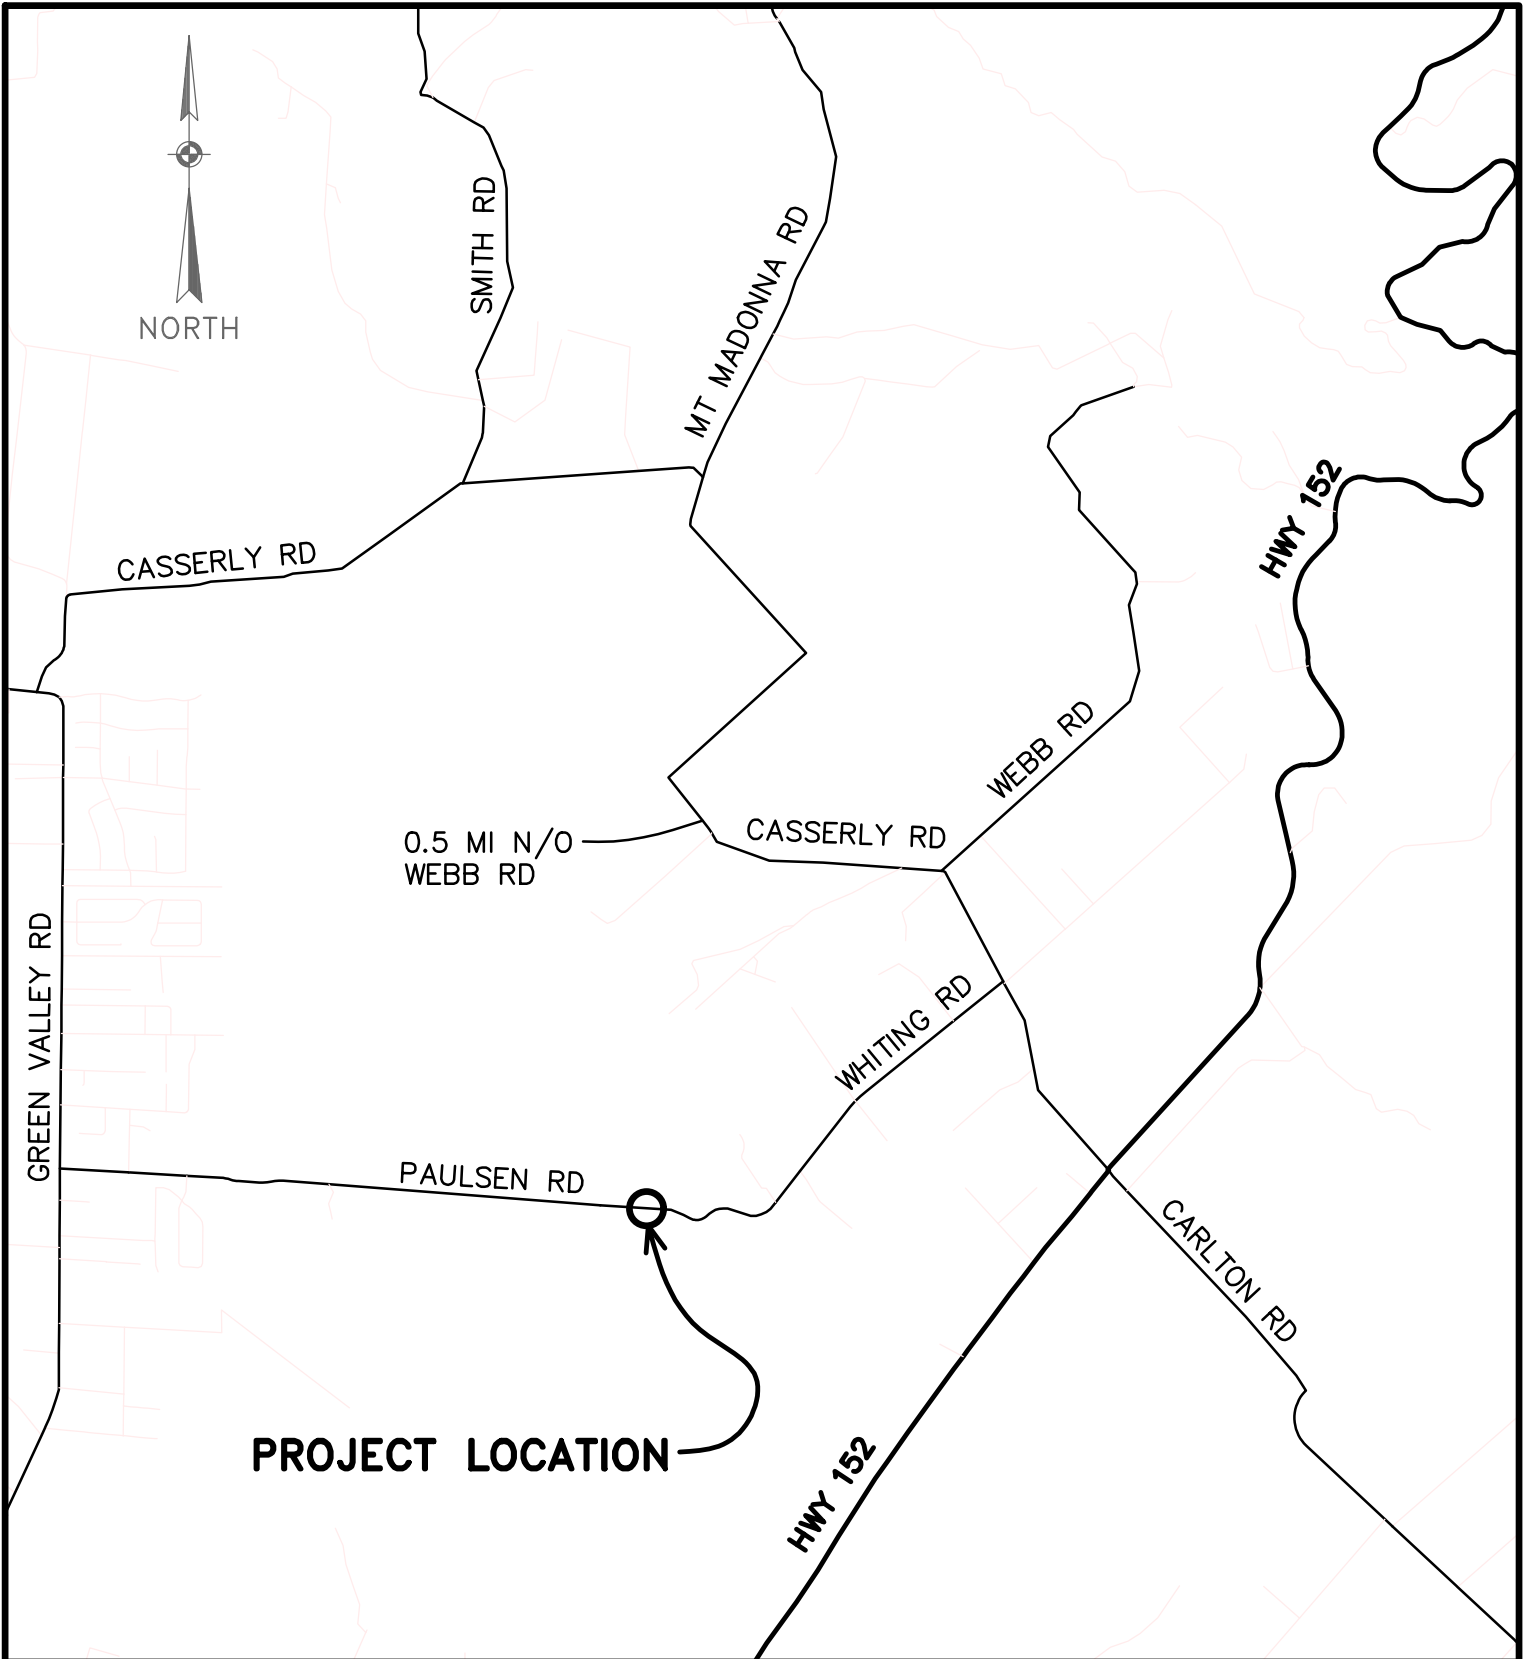 NORTH
SMITH RD
MT MADONNA RD
HWY 152
CASSERLY RD
WEBB RD
0.5 MI N/O
WEBB RD
CASSERLY RD
GREEN VALLEY RD
WHITING RD
PAULSEN RD
CARLTON RD
PROJECT LOCATION
HWY 152